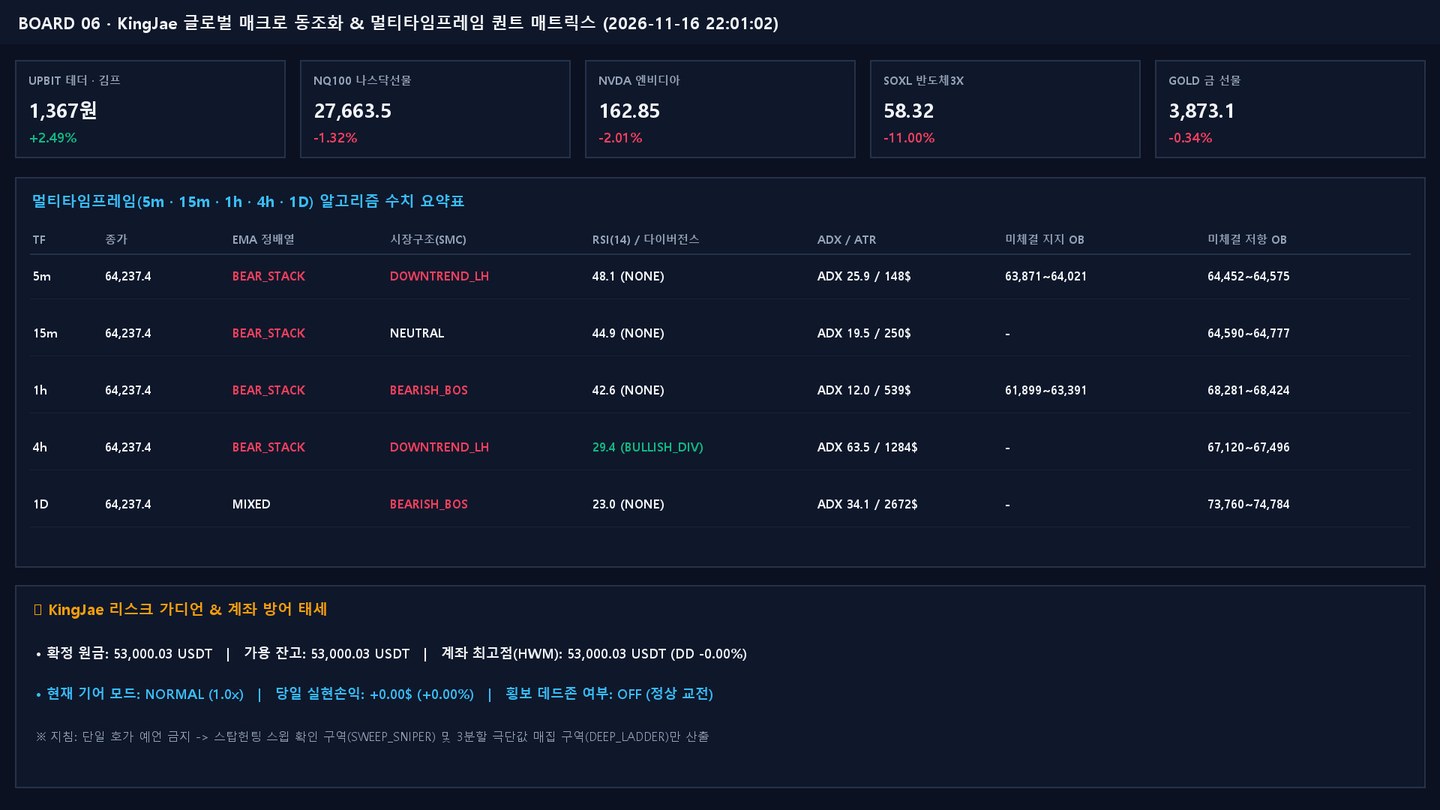 BOARD 06 · KingJae 글로벌 매크로 동조화 & 멀티타임프레임 퀀트 매트릭스 (2026-11-16 22:01:02)
UPBIT 테더 · 김프
1,367원
+2.49%
NQ100 나스닥선물
27,663.5
-1.32%
NVDA 엔비디아
162.85
-2.01%
SOXL 반도체3X
58.32
-11.00%
GOLD 금 선물
3,873.1
-0.34%
멀티타임프레임(5m · 15m · 1h · 4h · 1D) 알고리즘 수치 요약표
TF 종가 EMA 정배열 시장구조(SMC) RSI(14) / 다이버전스 ADX / ATR 미체결 지지 OB 미체결 저항 OB
5m 64,237.4 BEAR_STACK DOWNTREND_LH 48.1 (NONE) ADX 25.9 / 148$ 63,871~64,021 64,452~64,575
15m 64,237.4 BEAR_STACK NEUTRAL 44.9 (NONE) ADX 19.5 / 250$ - 64,590~64,777
1h 64,237.4 BEAR_STACK BEARISH_BOS 42.6 (NONE) ADX 12.0 / 539$ 61,899~63,391 68,281~68,424
4h 64,237.4 BEAR_STACK DOWNTREND_LH 29.4 (BULLISH_DIV) ADX 63.5 / 1284$ - 67,120~67,496
1D 64,237.4 MIXED BEARISH_BOS 23.0 (NONE) ADX 34.1 / 2672$ - 73,760~74,784
KingJae 리스크 가디언 & 계좌 방어 태세
• 확정 원금: 53,000.03 USDT | 가용 잔고: 53,000.03 USDT | 계좌 최고점(HWM): 53,000.03 USDT (DD -0.00%)
• 현재 기어 모드: NORMAL (1.0x) | 당일 실현손익: +0.00$ (+0.00%) | 횡보 데드존 여부: OFF (정상 교전)
※ 지침: 단일 호가 예언 금지 -> 스탑헌팅 스윕 확인 구역(SWEEP_SNIPER) 및 3분할 극단값 매집 구역(DEEP_LADDER)만 산출